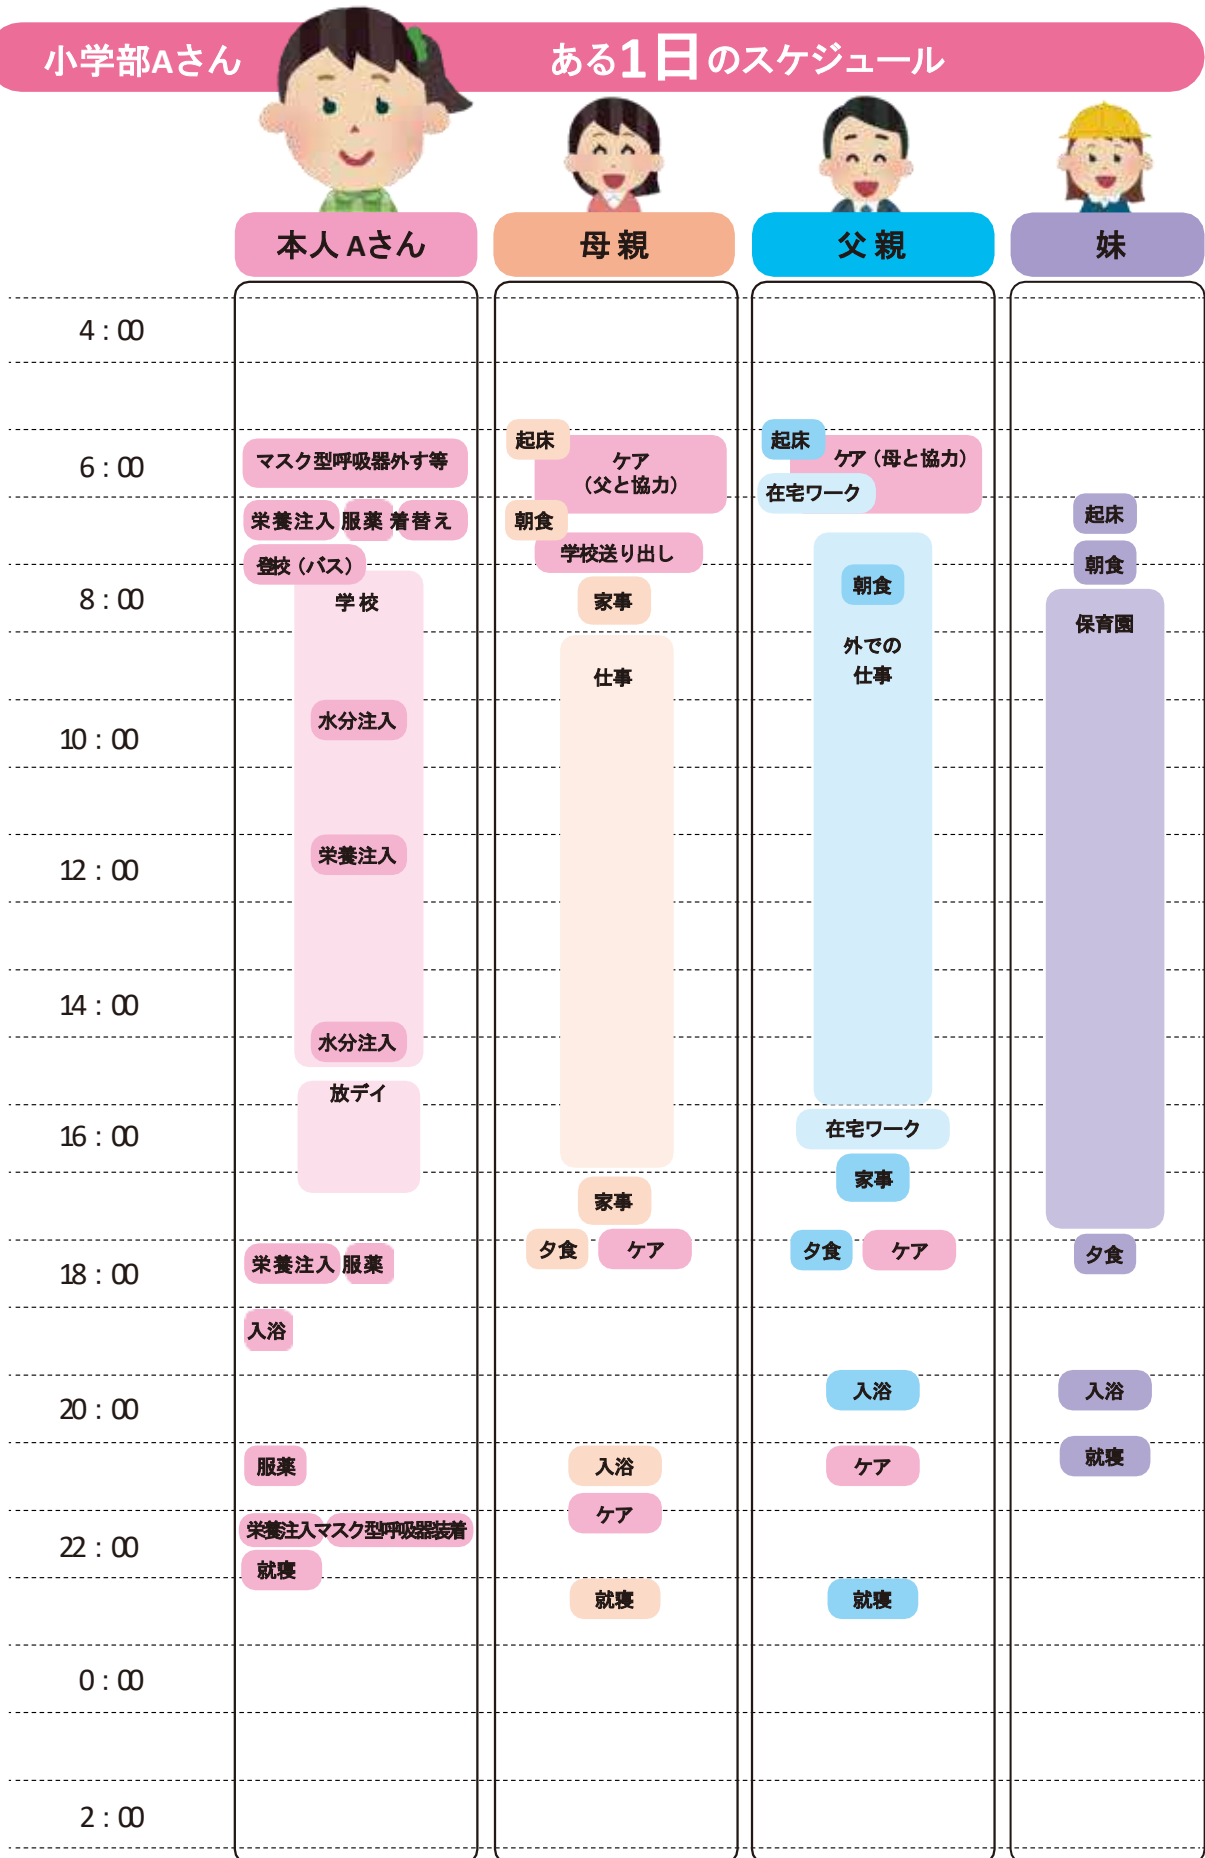 小学部Aさん
ある1日のスケジュール
本人 Aさん
母親
父親
妹
4:00
6:00
8:00
10:00
12:00
14:00
16:00
18:00
20:00
22:00
0:00
2:00
マスク型呼吸器外す等
栄養注入 服薬 着替え
登校（バス）
学校
水分注入
栄養注入
水分注入
放デイ
栄養注入 服薬
入浴
服薬
栄養注入 マスク型呼吸器装着
就寝
起床
ケア
（父と協力）
朝食
学校送り出し
家事
仕事
家事
夕食 ケア
入浴
ケア
就寝
起床
ケア（母と協力）
在宅ワーク
朝食
外での
仕事
在宅ワーク
家事
夕食 ケア
入浴
ケア
就寝
起床
朝食
保育園
夕食
入浴
就寝